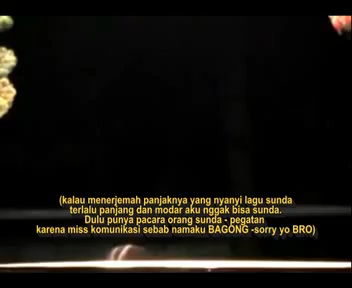 (kalau menerjemah panjaknya yang nyanyi lagu sunda
terlalu panjang dan modar aku nggak bisa sunda.
Dulu punya pacara orang sunda - pegatan
karena miss komunikasi sebab namaku BAGONG -sorry yo BRO)